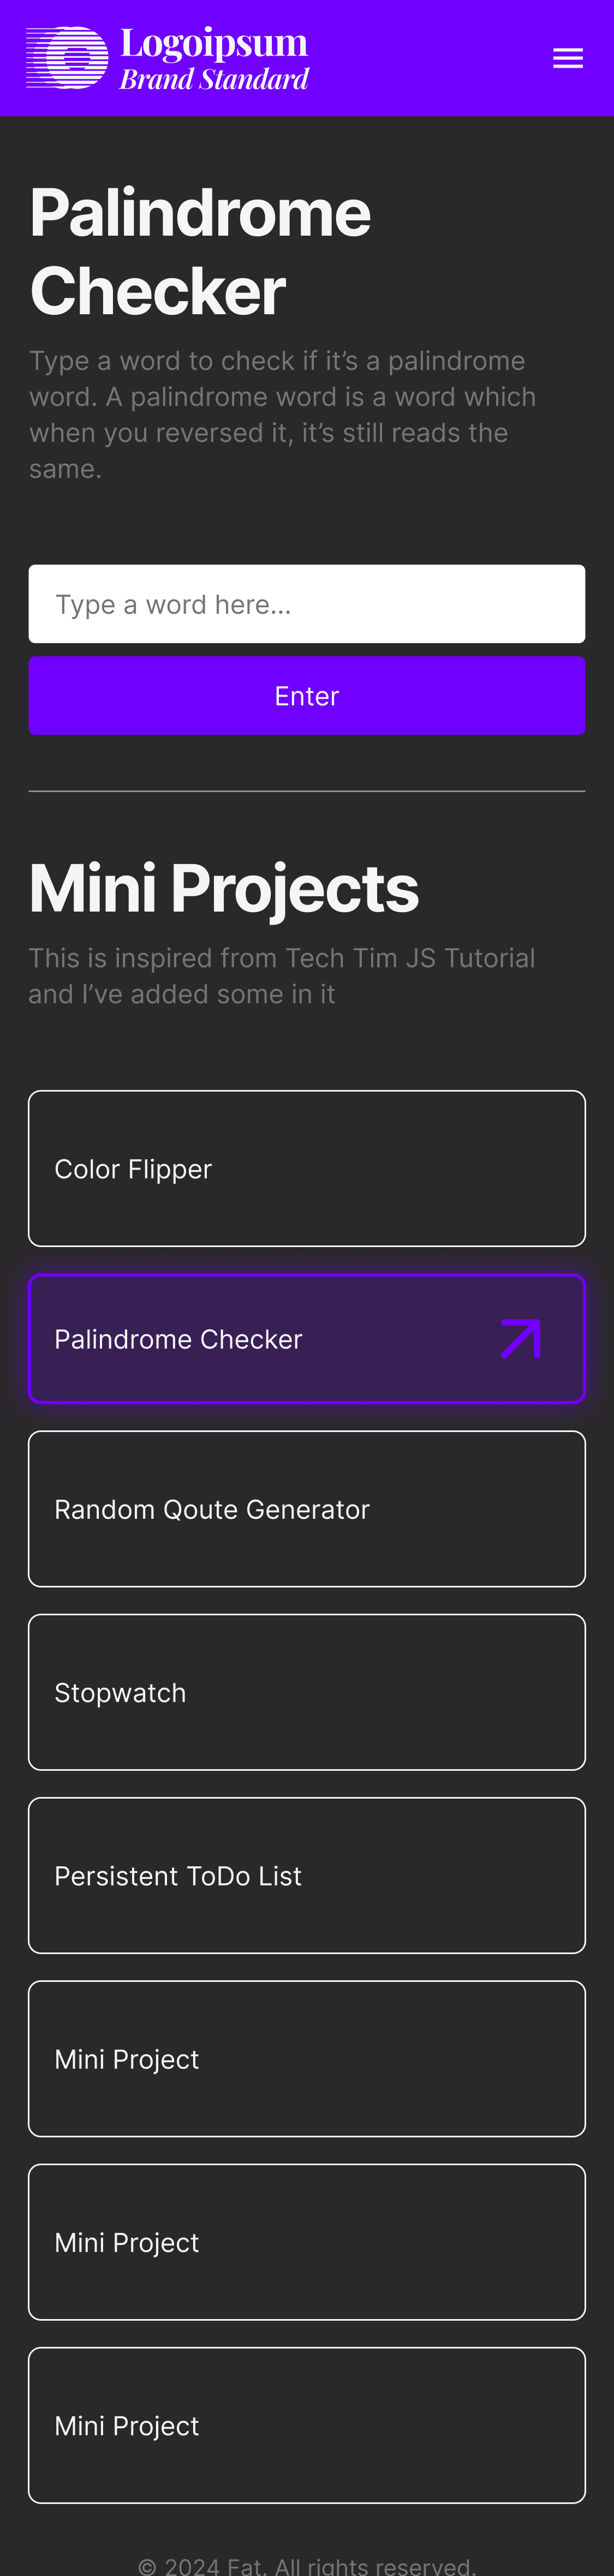 Logoipsum
Brand Standard
Palindrome
Checker
Type a word to check if it’s a palindrome
word. A palindrome word is a word which
when you reversed it, it’s still reads the
same.
Type a word here...
Enter
Mini Projects
This is inspired from Tech Tim JS Tutorial
and I’ve added some in it
Color Flipper
Palindrome Checker
Random Qoute Generator
Stopwatch
Persistent ToDo List
Mini Project
Mini Project
Mini Project
© 2024 Fat. All rights reserved.